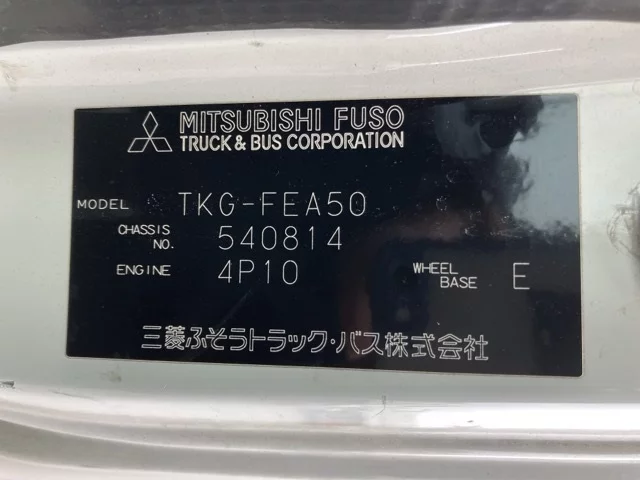 MITSUBISHI FUSO
TRUCK & BUS CORPORATION
MODEL TKG-FEA50
CHASSIS NO. 540814
ENGINE 4P10 WHEEL BASE E
三菱ふそうトラック・バス株式会社